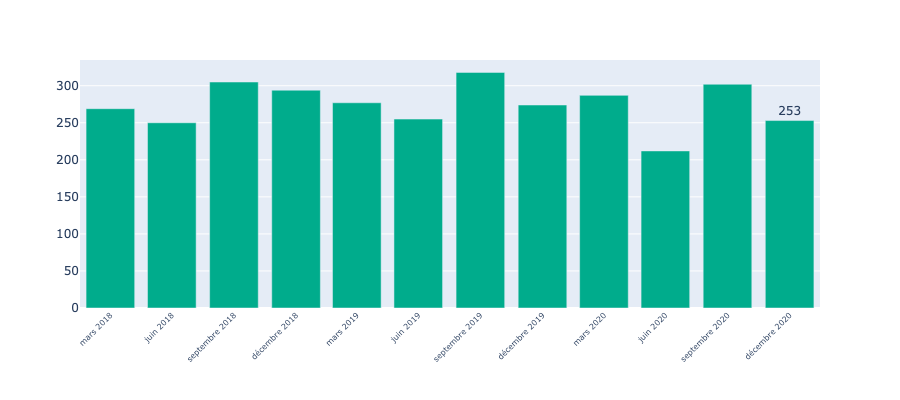 300
250
200
150
100
50
0
253
mars 2018
juin 2018
septembre 2018
décembre 2018
mars 2019
juin 2019
septembre 2019
décembre 2019
mars 2020
juin 2020
septembre 2020
décembre 2020